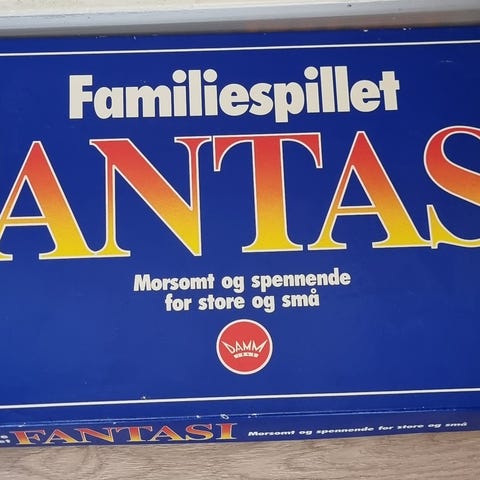 Familiespillet
ANTAS
Morsomt og spennende
for store og små
DAMM
FANTASI Morsomt og spennende for store og små